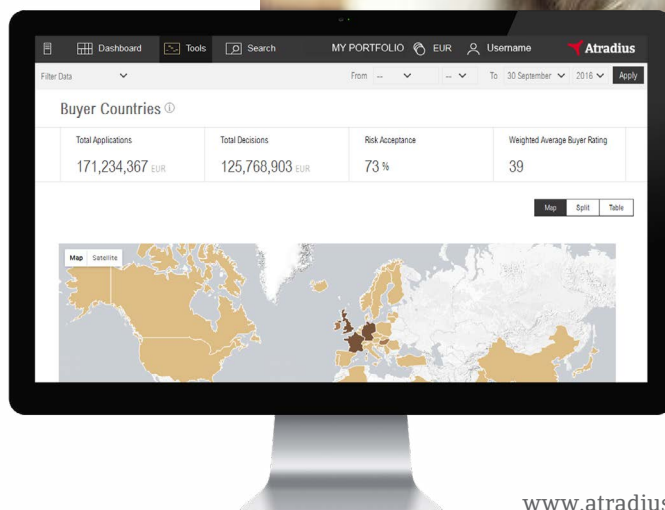 Dashboard Tools Search MY PORTFOLIO EUR Username Atradius
Filter Data From -- -- To 30 September 2016 Apply
Buyer Countries
Total Applications Total Decisions Risk Acceptance Weighted Average Buyer Rating
171,234,367 EUR 125,768,903 EUR 73 % 39
Map Split Table
Map Satellite
www.atradius